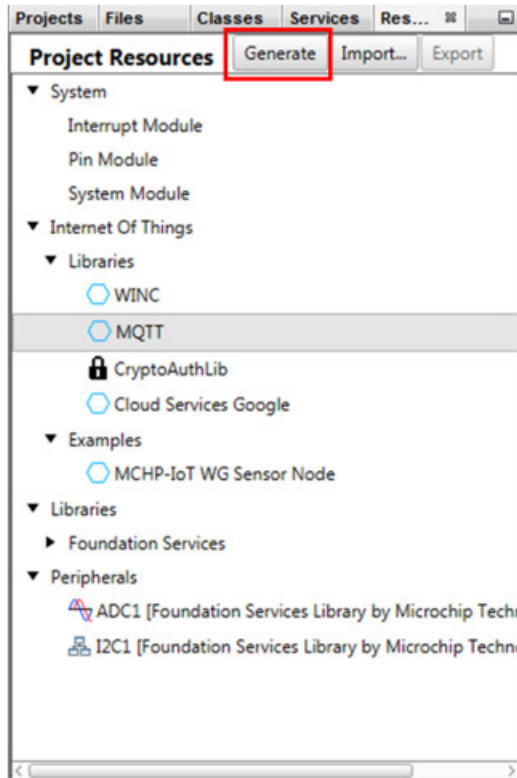 Projects Files Classes Services Res...
Project Resources Generate Import... Export
System
Interrupt Module
Pin Module
System Module
Internet Of Things
Libraries
WINC
MQTT
CryptoAuthLib
Cloud Services Google
Examples
MCHP-IoT WG Sensor Node
Libraries
Foundation Services
Peripherals
ADC1 [Foundation Services Library by Microchip Techn
I2C1 [Foundation Services Library by Microchip Techn